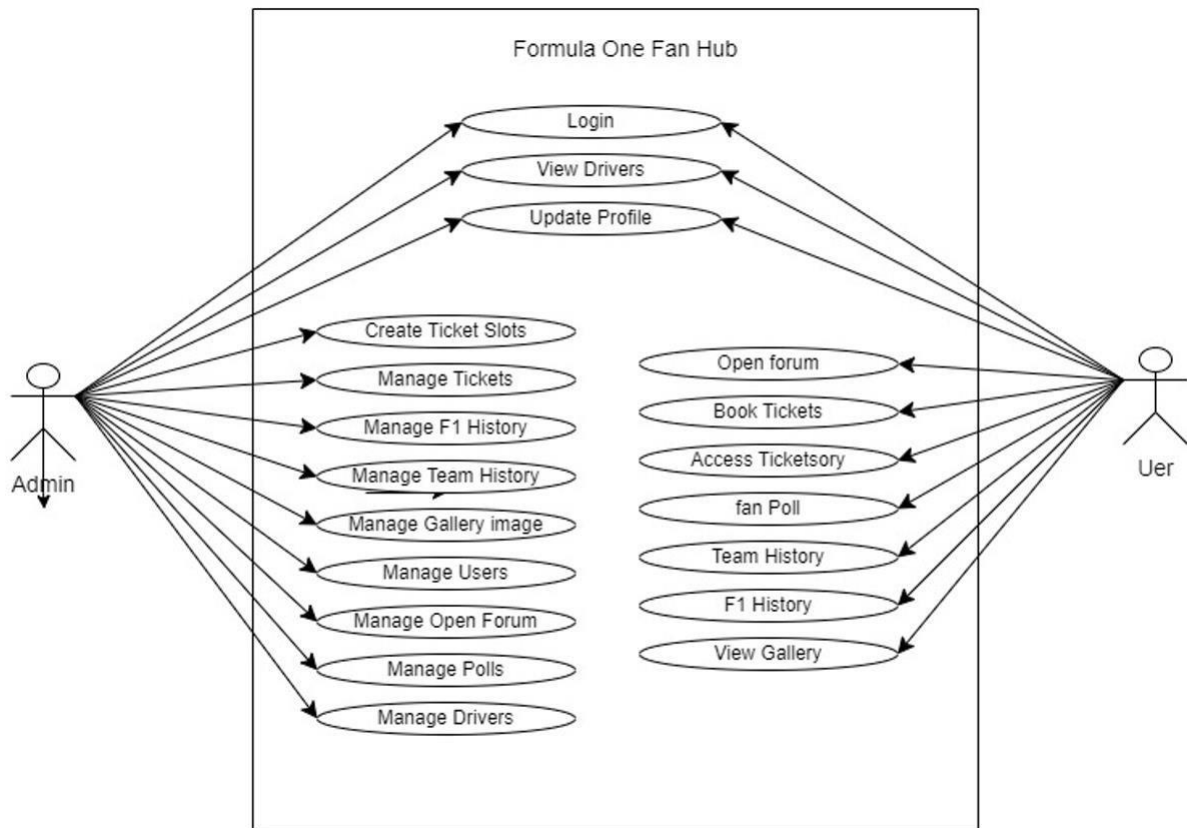 Formula One Fan Hub
Login
View Drivers
Update Profile
Create Ticket Slots
Manage Tickets
Manage F1 History
Manage Team History
Manage Gallery image
Manage Users
Manage Open Forum
Manage Polls
Manage Drivers
Open forum
Book Tickets
Access Ticketsory
fan Poll
Team History
F1 History
View Gallery
Admin
Uer